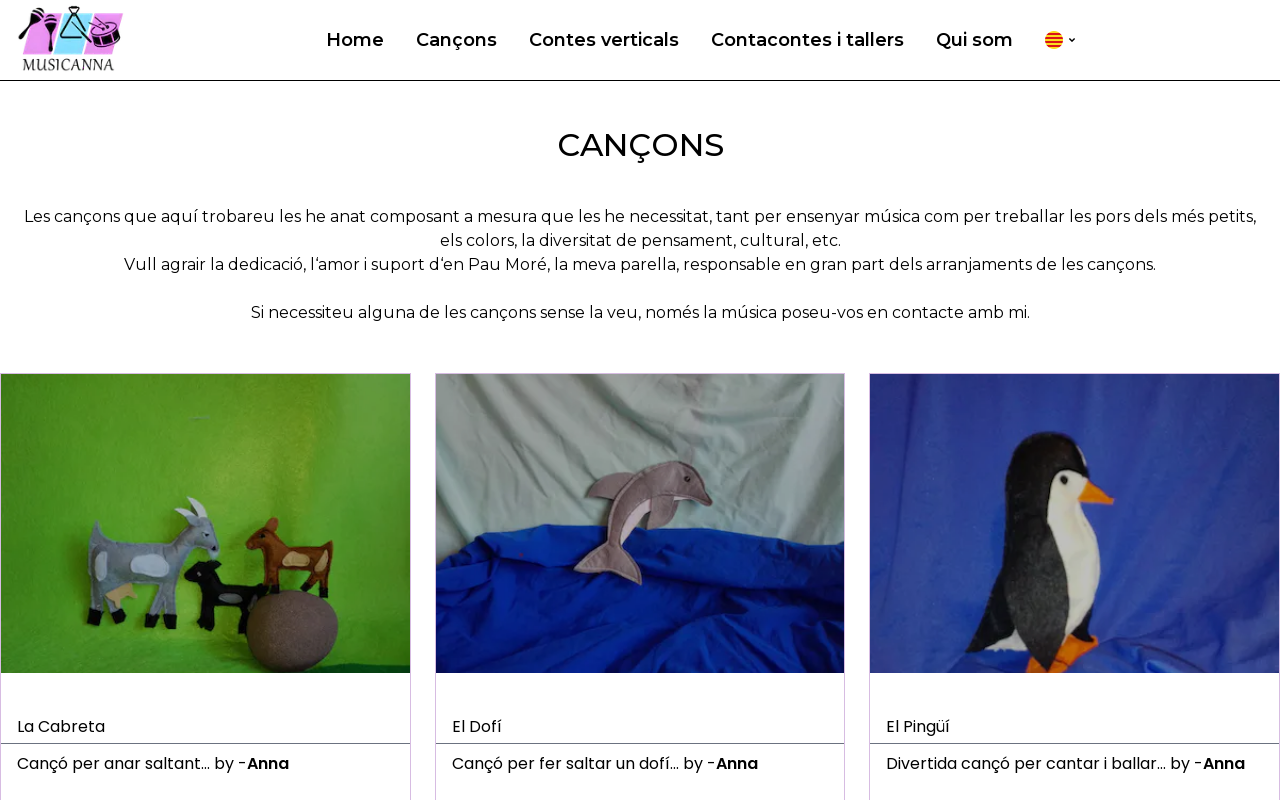 MUSICANNA
Home
Cançons
Contes verticals
Contacontes i tallers
Qui som
CANÇONS
Les cançons que aquí trobareu les he anat composant a mesura que les he necessitat, tant per ensenyar música com per treballar les pors dels més petits,
els colors, la diversitat de pensament, cultural, etc.
Vull agrair la dedicació, l‘amor i suport d‘en Pau Moré, la meva parella, responsable en gran part dels arranjaments de les cançons.
Si necessiteu alguna de les cançons sense la veu, només la música poseu-vos en contacte amb mi.
La Cabreta
Cançó per anar saltant... by -Anna
El Dofí
Cançó per fer saltar un dofí... by -Anna
El Pingüí
Divertida cançó per cantar i ballar... by -Anna